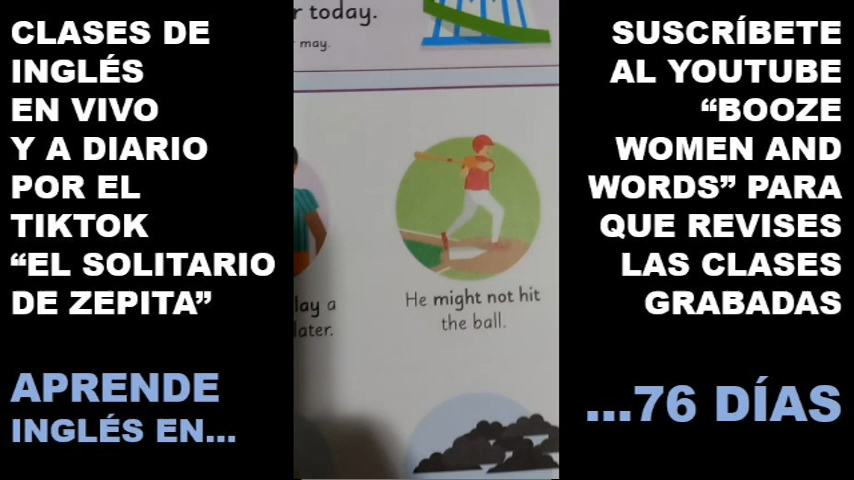 CLASES DE
INGLÉS
EN VIVO
Y A DIARIO
POR EL
TIKTOK
“EL SOLITARIO
DE ZEPITA”
APRENDE
INGLÉS EN...
r today.
may.
He might not hit
the ball.
lay a
later.
SUSCRÍBETE
AL YOUTUBE
“BOOZE
WOMEN AND
WORDS” PARA
QUE REVISES
LAS CLASES
GRABADAS
...76 DÍAS